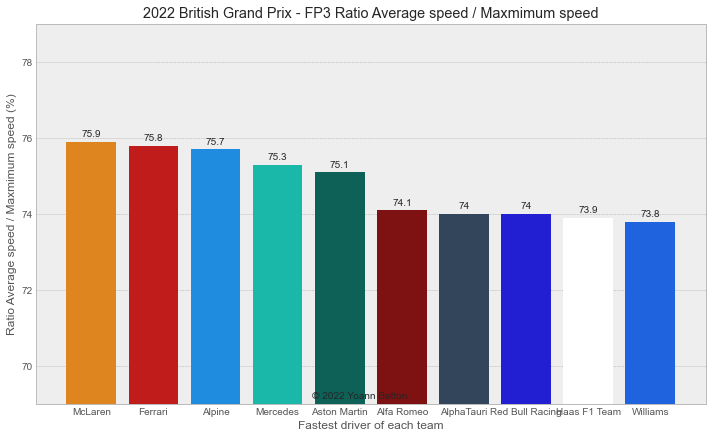 2022 British Grand Prix - FP3 Ratio Average speed / Maxmimum speed
Ratio Average speed / Maxmimum speed (%)
78
76
74
72
70
75.9
75.8
75.7
75.3
75.1
74.1
74
74
73.9
73.8
© 2022 Yoann
McLaren
Ferrari
Alpine
Mercedes
Aston Martin
Alfa Romeo
AlphaTauri
Red Bull Racing
Haas F1 Team
Williams
Fastest driver of each team